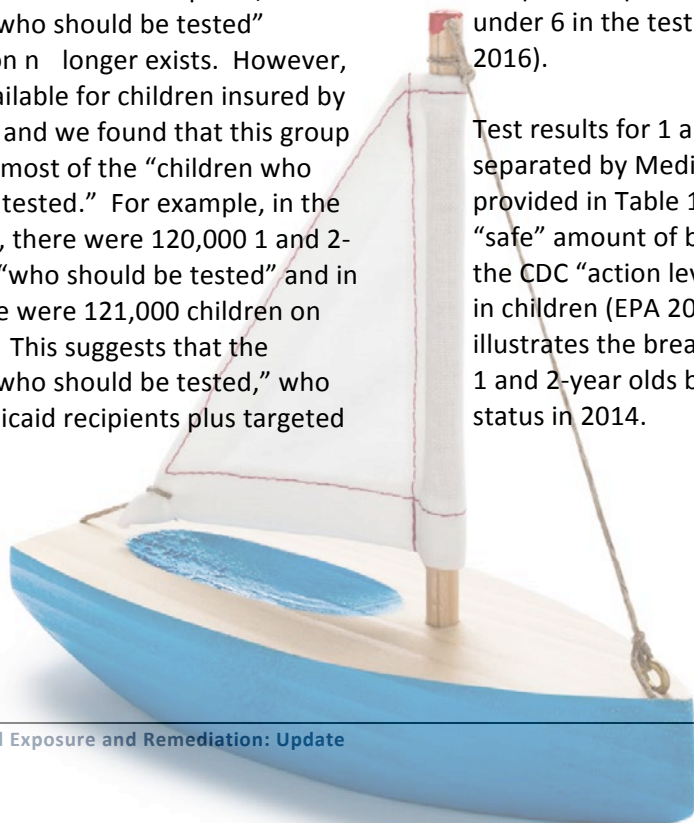 who should be tested”
on n longer exists. However,
ailable for children insured by
and we found that this group
most of the “children who
tested.” For example, in the
, there were 120,000 1 and 2-
“who should be tested” and in
e were 121,000 children on
This suggests that the
who should be tested,” who
icaid recipients plus targeted
under 6 in the test
2016).
Test results for 1 a
separated by Medi
provided in Table 1
“safe” amount of b
the CDC “action lev
in children (EPA 20
illustrates the brea
1 and 2-year olds b
status in 2014.
d Exposure and Remediation: Update